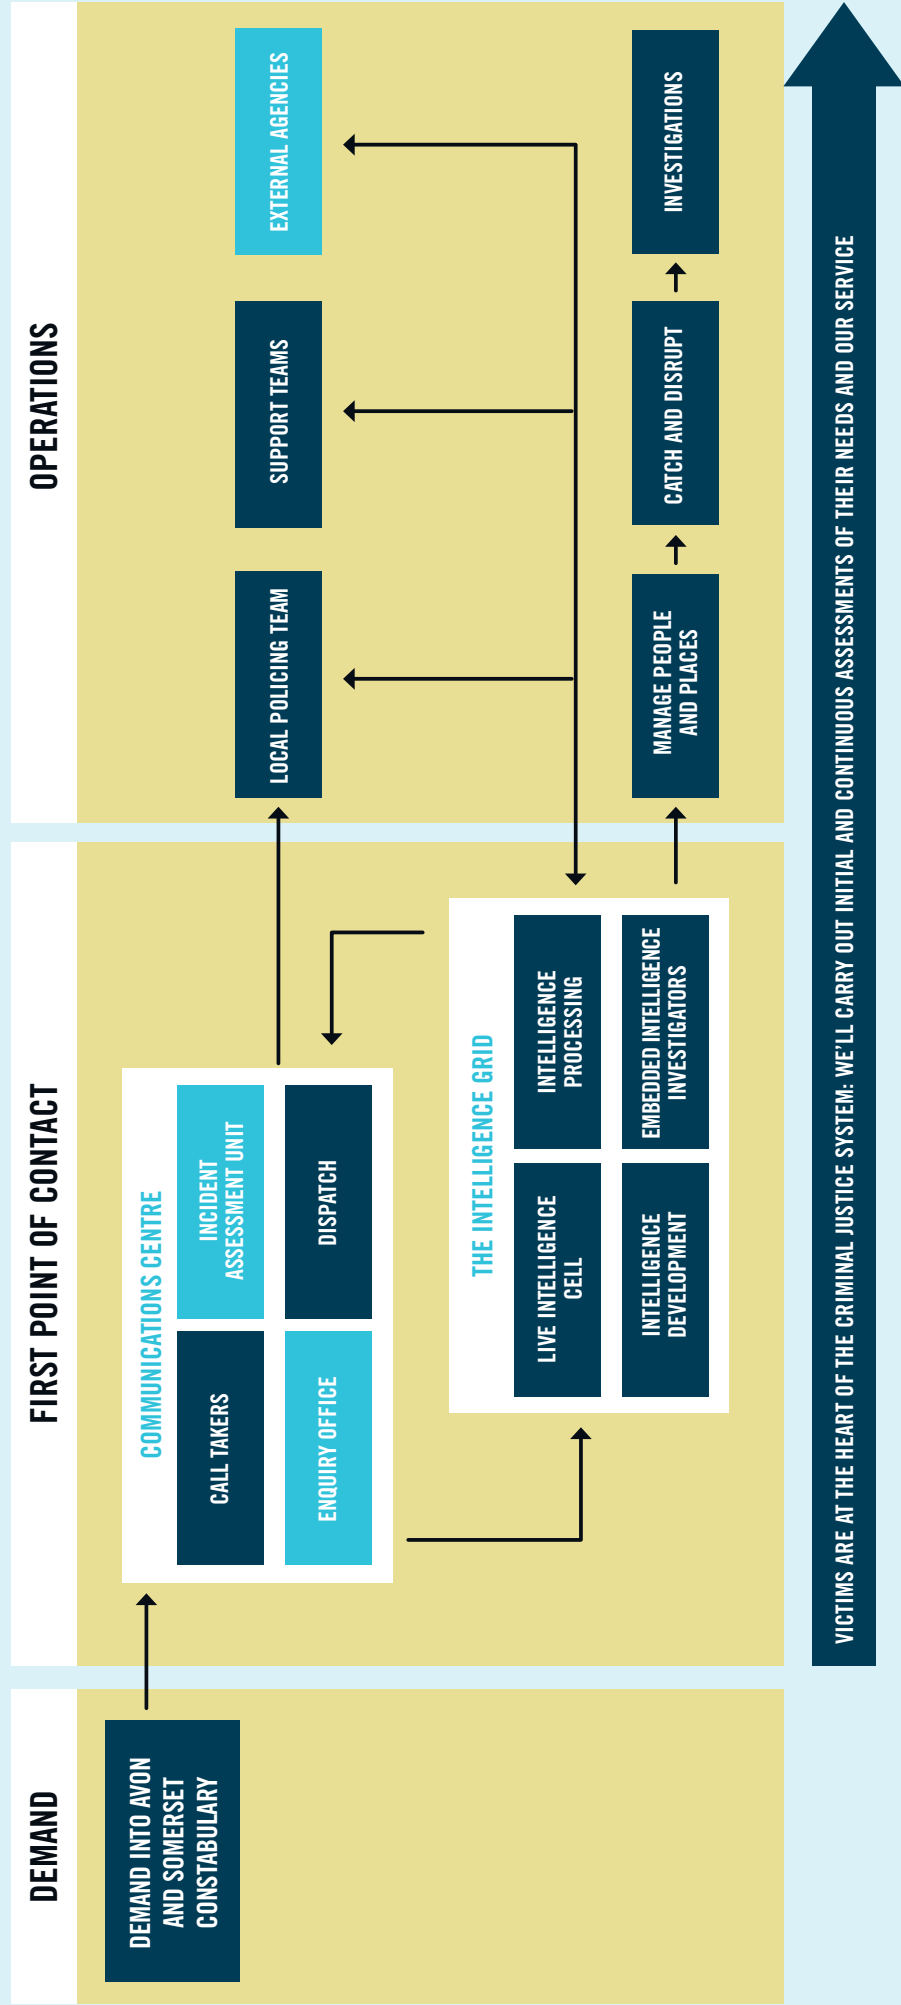 DEMAND
DEMAND INTO AVON
AND SOMERSET
CONSTABULARY
FIRST POINT OF CONTACT
COMMUNICATIONS CENTRE
CALL TAKERS
INCIDENT
ASSESSMENT UNIT
ENQUIRY OFFICE
DISPATCH
THE INTELLIGENCE GRID
LIVE INTELLIGENCE
CELL
INTELLIGENCE
PROCESSING
INTELLIGENCE
DEVELOPMENT
EMBEDDED INTELLIGENCE
INVESTIGATORS
OPERATIONS
LOCAL POLICING TEAM
SUPPORT TEAMS
EXTERNAL AGENCIES
MANAGE PEOPLE
AND PLACES
CATCH AND DISRUPT
INVESTIGATIONS
VICTIMS ARE AT THE HEART OF THE CRIMINAL JUSTICE SYSTEM: WE'LL CARRY OUT INITIAL AND CONTINUOUS ASSESSMENTS OF THEIR NEEDS AND OUR SERVICE